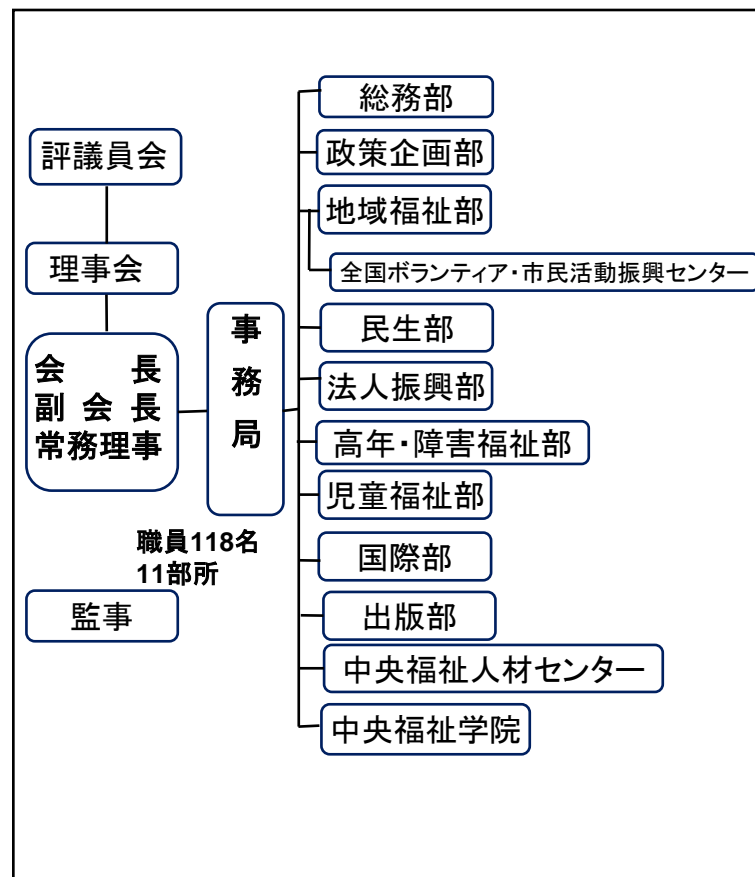 評議員会
理事会
会長
副会長
常務理事
監事
事務局
職員118名
11部所
総務部
政策企画部
地域福祉部
全国ボランティア・市民活動振興センター
民生部
法人振興部
高年・障害福祉部
児童福祉部
国際部
出版部
中央福祉人材センター
中央福祉学院